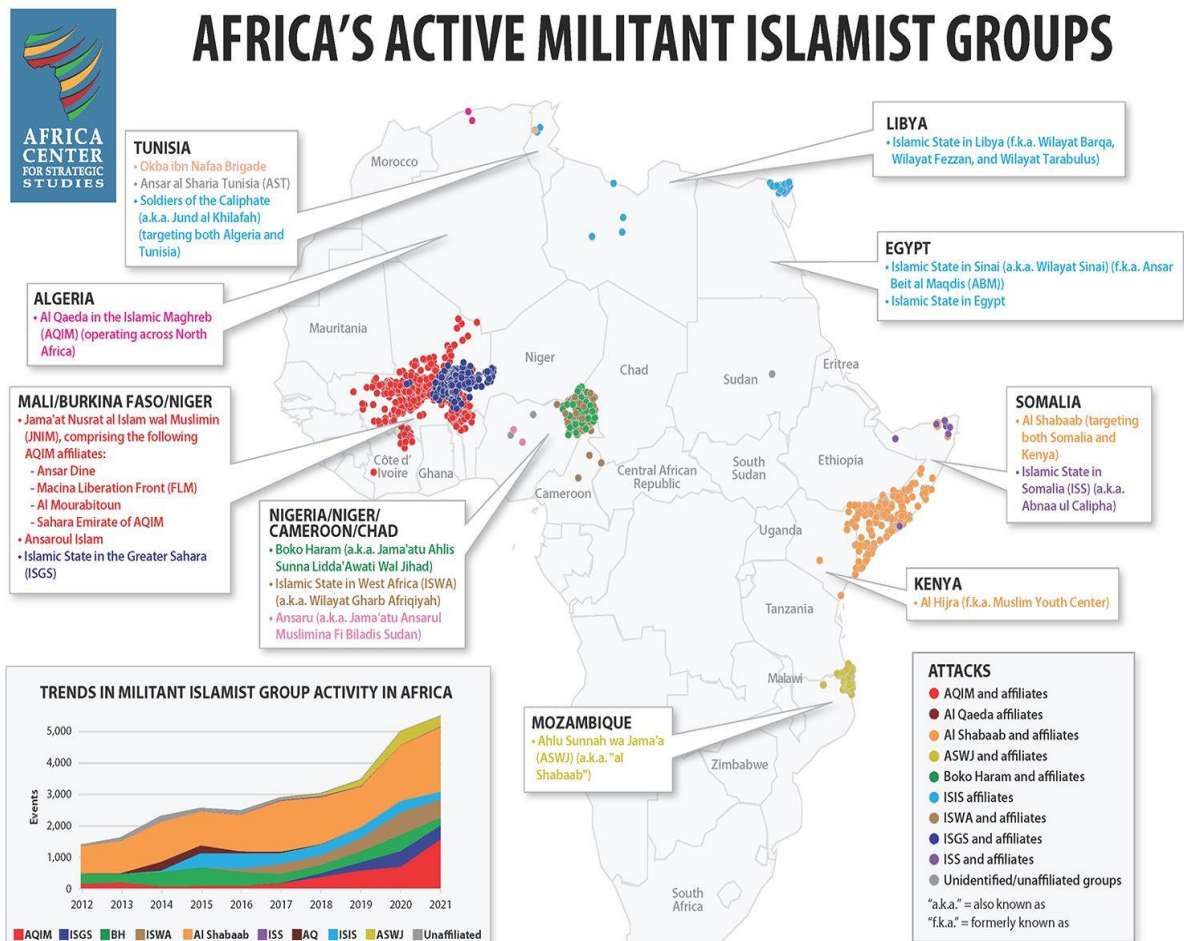 AFRICA'S ACTIVE MILITANT ISLAMIST GROUPS
AFRICA
CENTER
FOR STRATEGIC
STUDIES
TUNISIA
• Okba ibn Nafaa Brigade
• Ansar al Sharia Tunisia (AST)
• Soldiers of the Caliphate
(a.k.a. Jund al Khilafah)
(targeting both Algeria and
Tunisia)
LIBYA
• Islamic State in Libya (f.k.a. Wilayat Barqa,
Wilayat Fezzan, and Wilayat Tarabulus)
EGYPT
• Islamic State in Sinai (a.k.a. Wilayat Sinai) (f.k.a. Ansar
Beit al Maqdis (ABM))
• Islamic State in Egypt
ALGERIA
• Al Qaeda in the Islamic Maghreb
(AQIM) (operating across North
Africa)
MALI/BURKINA FASO/NIGER
• Jama'at Nusrat al Islam wal Muslimin
(JNIM), comprising the following
AQIM affiliates:
- Ansar Dine
- Macina Liberation Front (FLM)
- Al Mourabitoun
- Sahara Emirate of AQIM
• Ansaroul Islam
• Islamic State in the Greater Sahara
(ISGS)
NIGERIA/NIGER/
CAMEROON/CHAD
• Boko Haram (a.k.a. Jama'atu Ahlis
Sunna Lidda'Awati Wal Jihad)
• Islamic State in West Africa (ISWA)
(a.k.a. Wilayat Gharb Afriqiyah)
• Ansaru (a.k.a. Jama'atu Ansarul
Muslimina Fi Biladis Sudan)
SOMALIA
• Al Shabaab (targeting
both Somalia and
Kenya)
• Islamic State in
Somalia (ISS) (a.k.a.
Abnaa ul Calipha)
KENYA
• Al Hijra (f.k.a. Muslim Youth Center)
MOZAMBIQUE
• Ahlu Sunnah wa Jama'a
(ASWJ) (a.k.a. "al
Shabaab")
Morocco
Mauritania
Niger
Chad
Sudan
Eritrea
Côte d'
Ivoire
Ghana
Cameroon
Central African
Republic
South
Sudan
Ethiopia
Uganda
Tanzania
Malawi
Zimbabwe
South
Africa
TRENDS IN MILITANT ISLAMIST GROUP ACTIVITY IN AFRICA
Events
5,000
4,000
3,000
2,000
1,000
0
2012 2013 2014 2015 2016 2017 2018 2019 2020 2021
AQIM ISGS BH ISWA Al Shabaab ISS AQ ISIS ASWJ Unaffiliated
ATTACKS
AQIM and affiliates
Al Qaeda affiliates
Al Shabaab and affiliates
ASWJ and affiliates
Boko Haram and affiliates
ISIS affiliates
ISWA and affiliates
ISGS and affiliates
ISS and affiliates
Unidentified/unaffiliated groups
"a.k.a." = also known as
"f.k.a." = formerly known as